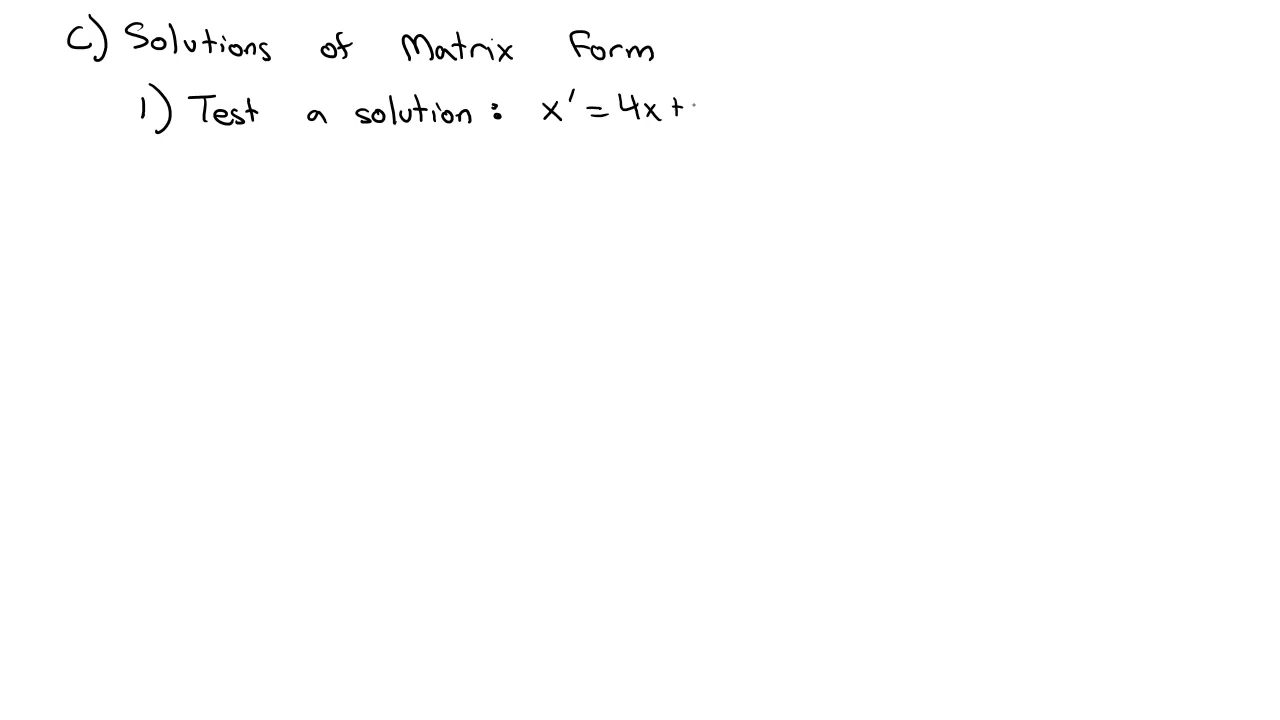 C) Solutions of Matrix Form
1) Test a solution: x' = 4x +